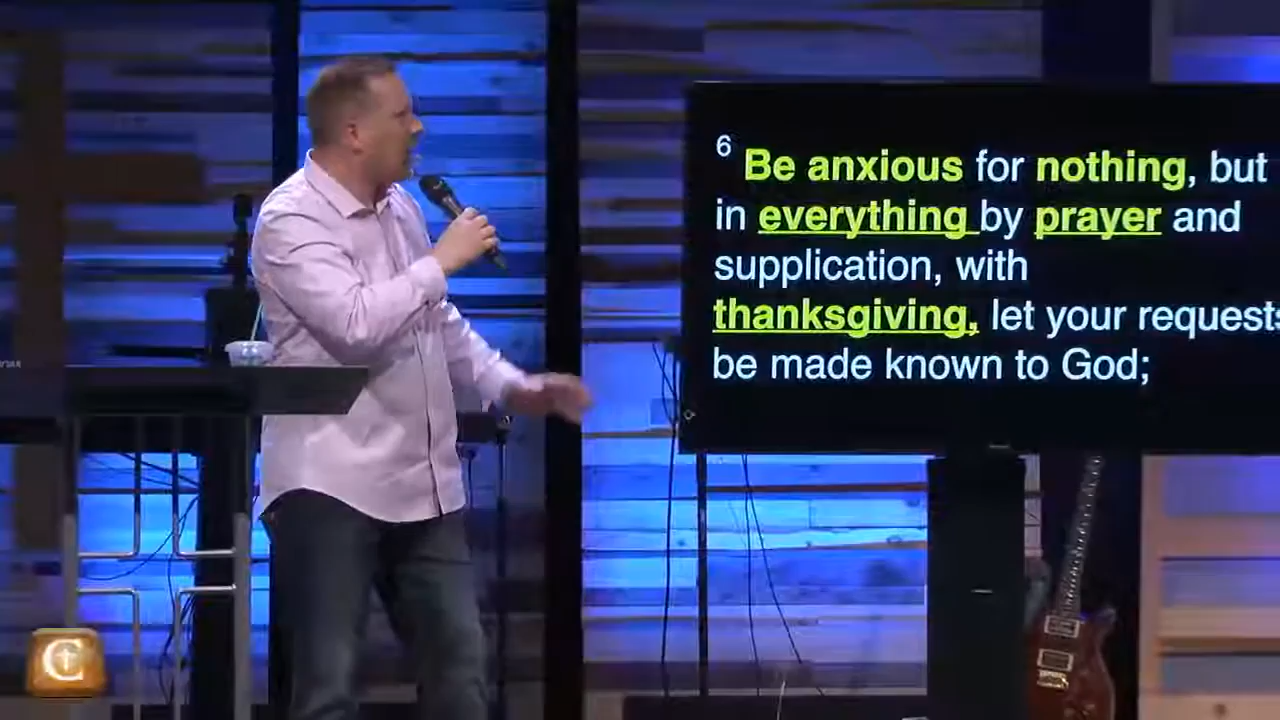 6 Be anxious for nothing, but
in everything by prayer and
supplication, with
thanksgiving, let your requests
be made known to God;
C